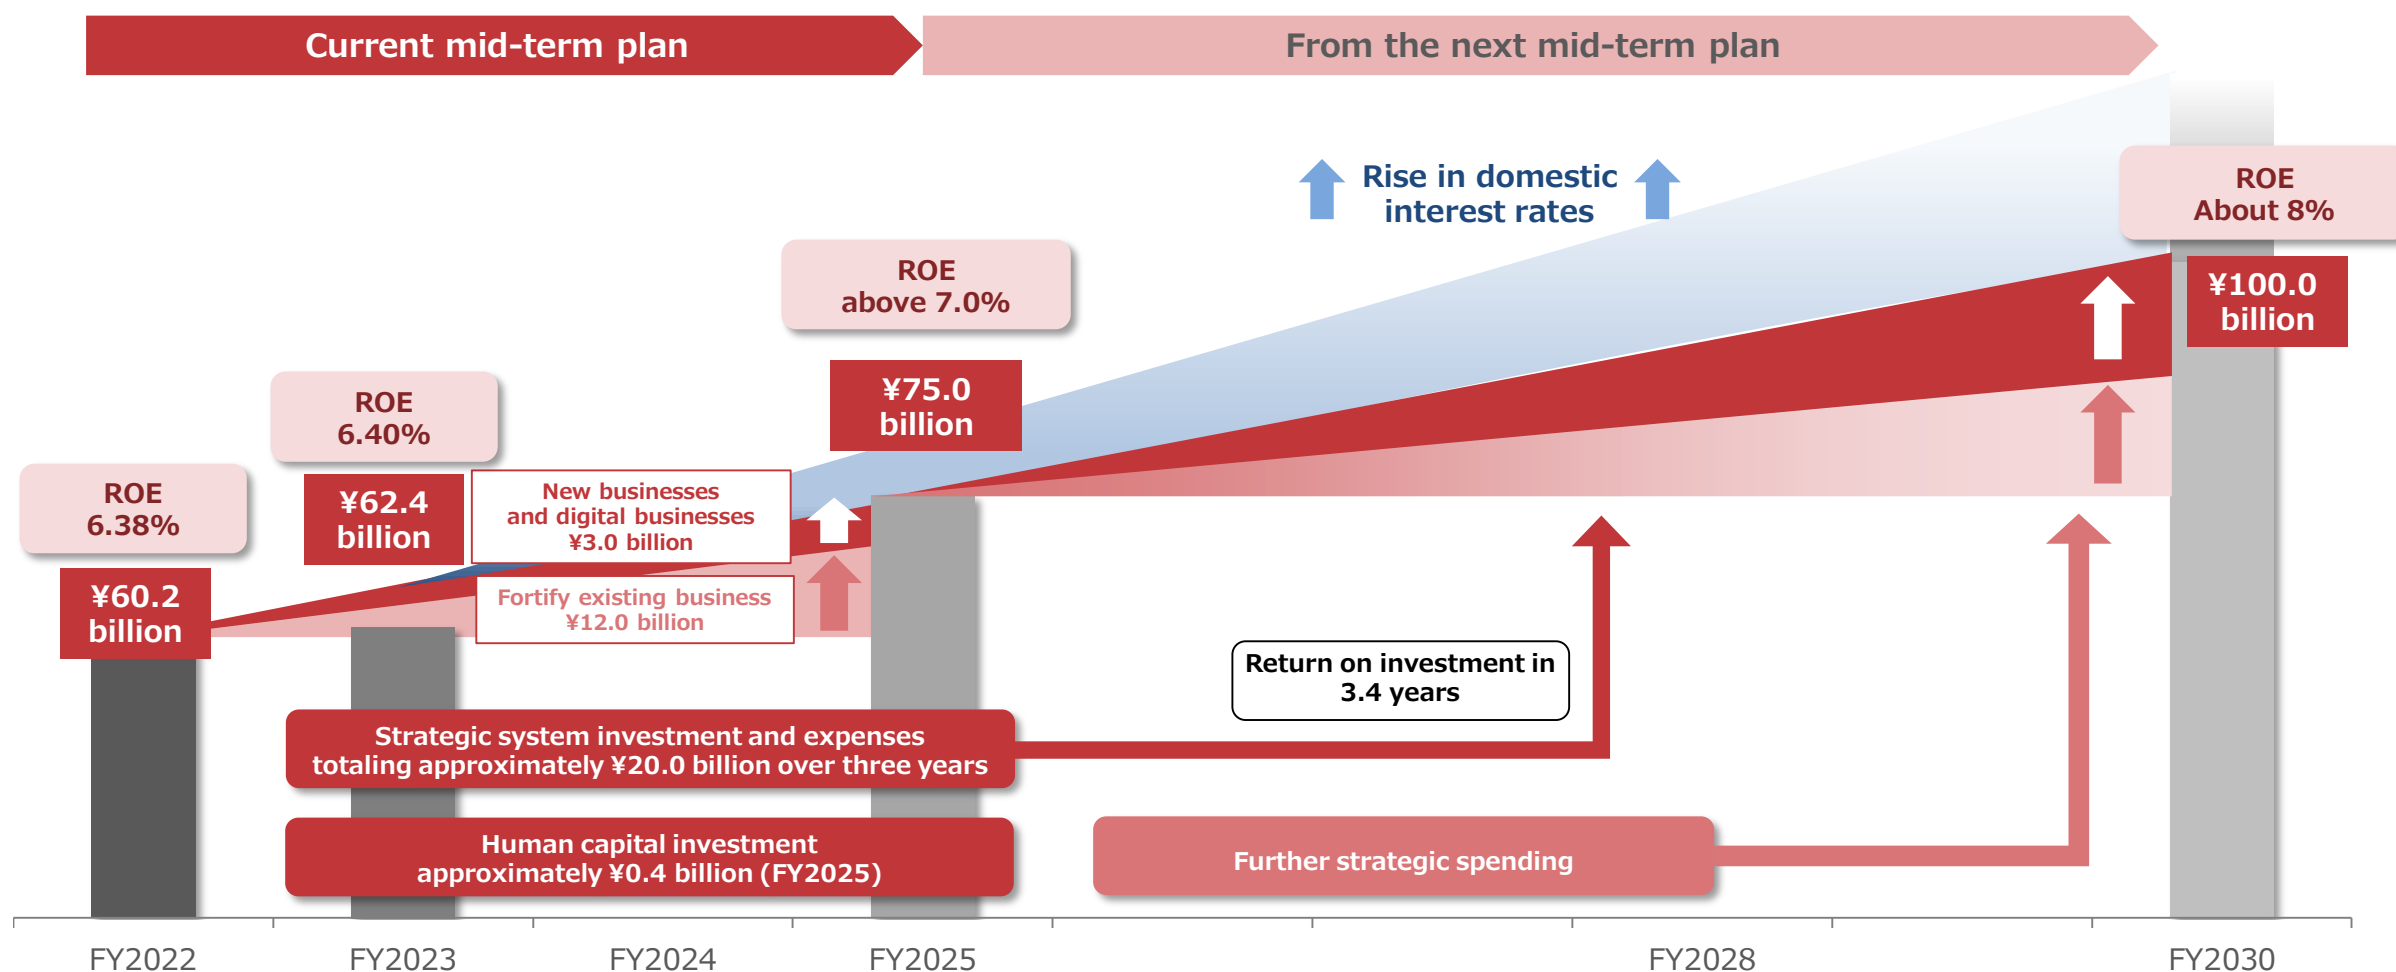 Current mid-term plan
From the next mid-term plan
Rise in domestic
interest rates
ROE
About 8%
¥100.0
billion
ROE
above 7.0%
¥75.0
billion
ROE
6.40%
¥62.4
billion
ROE
6.38%
¥60.2
billion
New businesses
and digital businesses
¥3.0 billion
Fortify existing business
¥12.0 billion
Return on investment in
3.4 years
Strategic system investment and expenses
totaling approximately ¥20.0 billion over three years
Human capital investment
approximately ¥0.4 billion (FY2025)
Further strategic spending
FY2022
FY2023
FY2024
FY2025
FY2028
FY2030